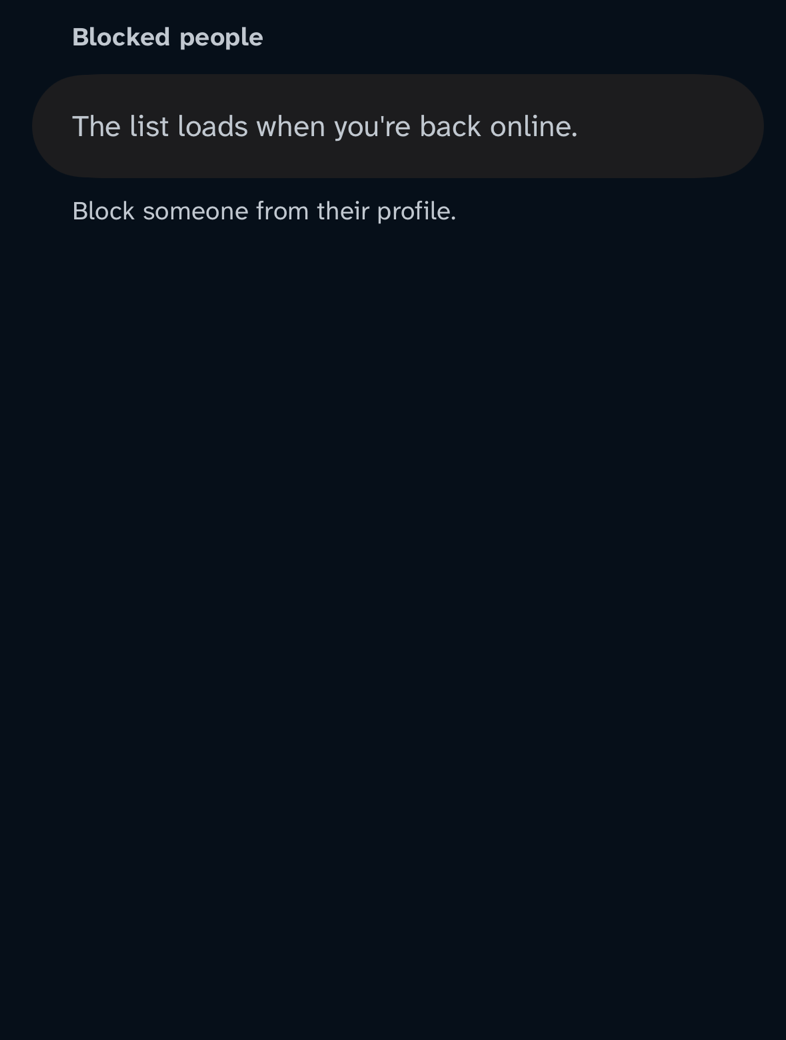 Blocked people
The list loads when you're back online.
Block someone from their profile.